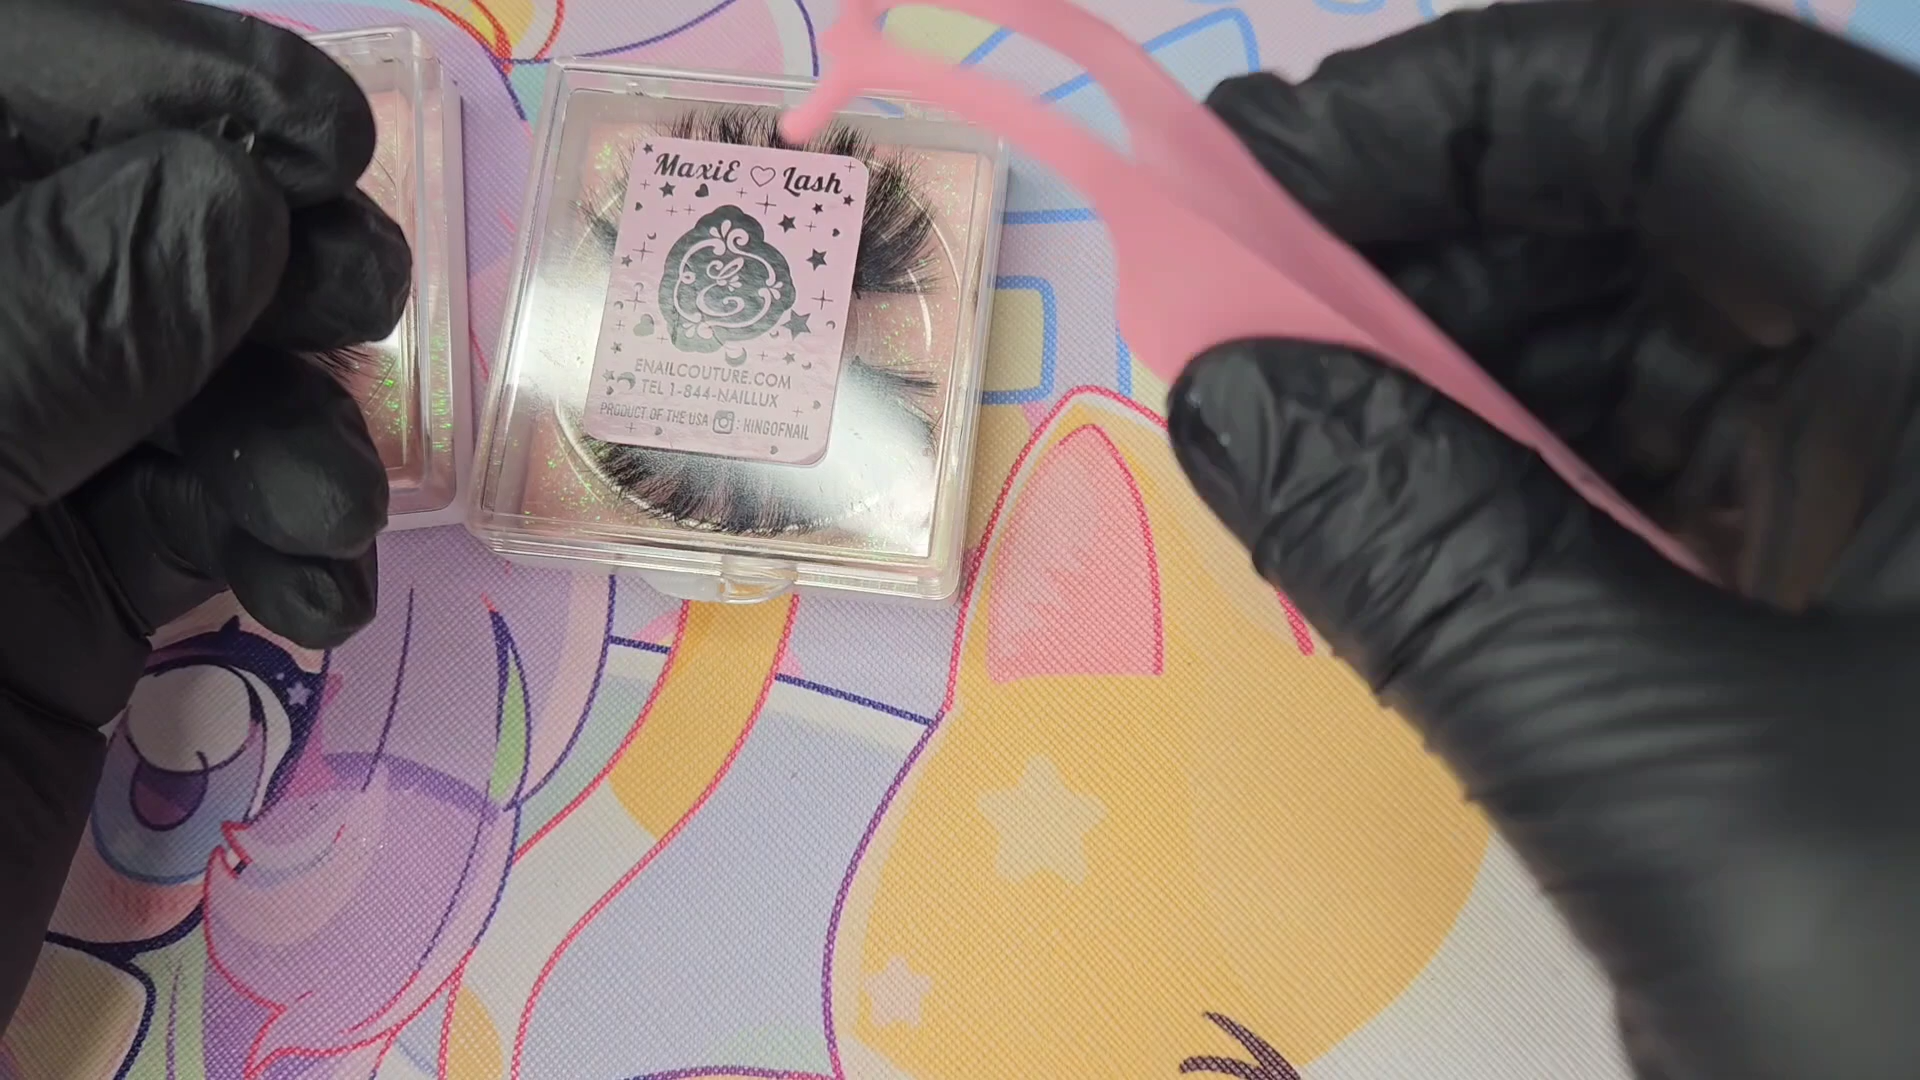 MaxiE ♡ Lash
ENAILCOUTURE.COM
TEL 1-844-NAILLUX
PRODUCT OF THE USA : KINGOFNAIL